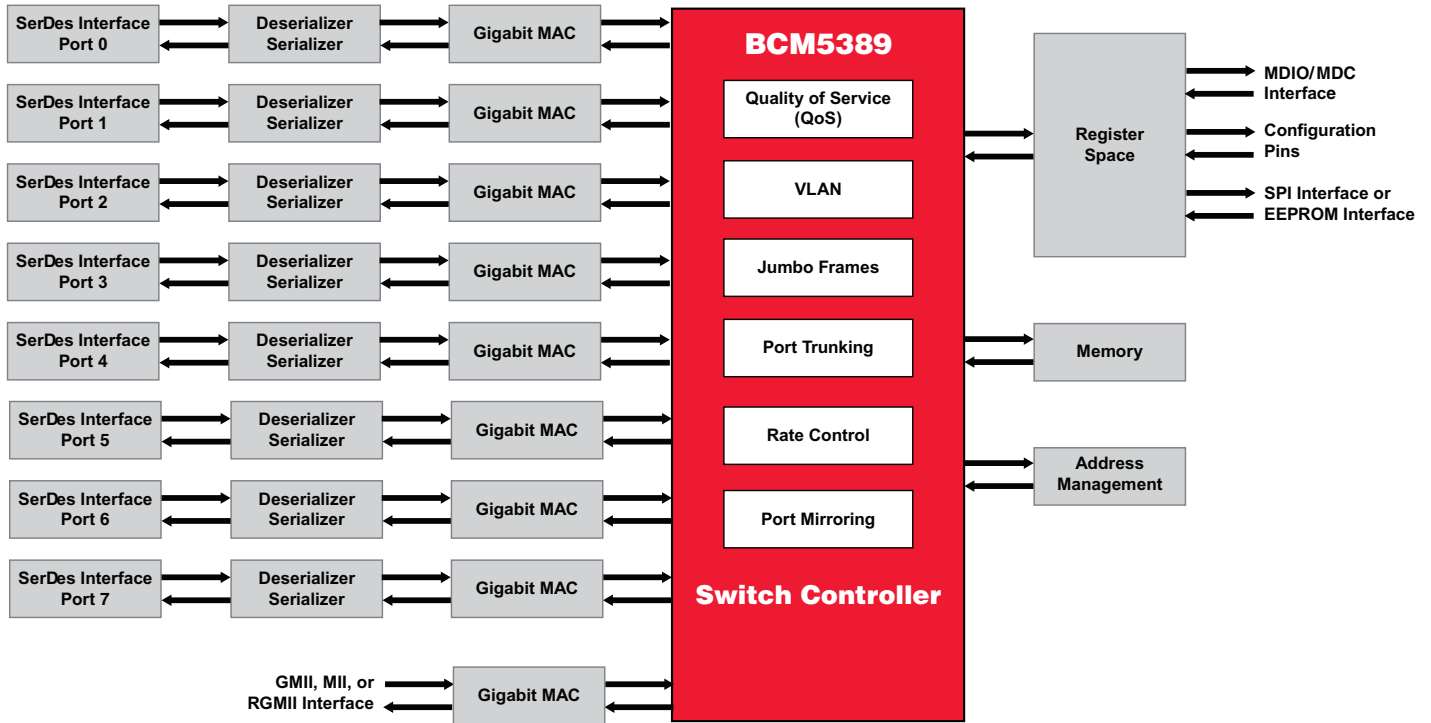 SerDes Interface
Port 0
Deserializer
Serializer
Gigabit MAC
SerDes Interface
Port 1
Deserializer
Serializer
Gigabit MAC
SerDes Interface
Port 2
Deserializer
Serializer
Gigabit MAC
SerDes Interface
Port 3
Deserializer
Serializer
Gigabit MAC
SerDes Interface
Port 4
Deserializer
Serializer
Gigabit MAC
SerDes Interface
Port 5
Deserializer
Serializer
Gigabit MAC
SerDes Interface
Port 6
Deserializer
Serializer
Gigabit MAC
SerDes Interface
Port 7
Deserializer
Serializer
Gigabit MAC
GMII, MII, or
RGMII Interface
Gigabit MAC
BCM5389
Quality of Service
(QoS)
VLAN
Jumbo Frames
Port Trunking
Rate Control
Port Mirroring
Switch Controller
Register
Space
MDIO/MDC
Interface
Configuration
Pins
SPI Interface or
EEPROM Interface
Memory
Address
Management